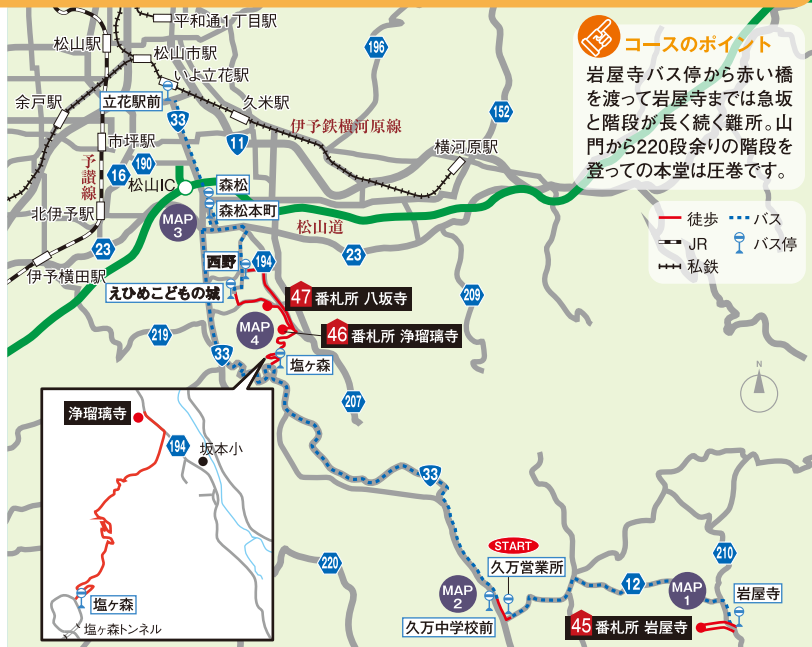 平和通1丁目駅
松山駅
松山市駅
いよ立花駅
196
コースのポイント
岩屋寺バス停から赤い橋
を渡って岩屋寺までは急坂
と階段が長く続く難所。山
門から220段余りの階段を
登っての本堂は圧巻です。
余戸駅
立花駅前
久米駅
33
11
伊予鉄横河原線
152
横河原駅
市坪駅
予讃線
16
190
松山IC
森松
森松本町
北伊予駅
MAP
3
松山道
徒歩
バス
JR
バス停
私鉄
23
23
伊予横田駅
西野
194
えひめこどもの城
47 番札所 八坂寺
209
219
MAP
4
46 番札所 浄瑠璃寺
33
塩ヶ森
N
207
浄瑠璃寺
194
坂本小
33
START
久万営業所
220
210
12
MAP
1
MAP
2
岩屋寺
塩ヶ森
塩ヶ森トンネル
久万中学校前
45 番札所 岩屋寺